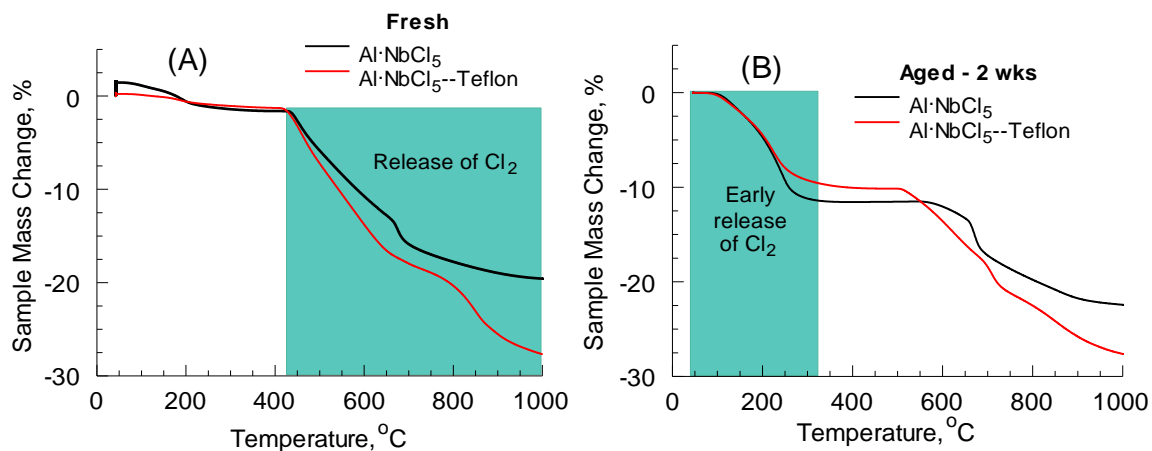 Fresh
(A)
Al·NbCl5
Al·NbCl5--Teflon
Release of Cl2
Sample Mass Change, %
0
-10
-20
-30
0
200
400
600
800
1000
Temperature, oC
(B)
Aged - 2 wks
Al·NbCl5
Al·NbCl5--Teflon
Early
release
of Cl2
Sample Mass Change, %
0
-10
-20
-30
0
200
400
600
800
1000
Temperature, oC